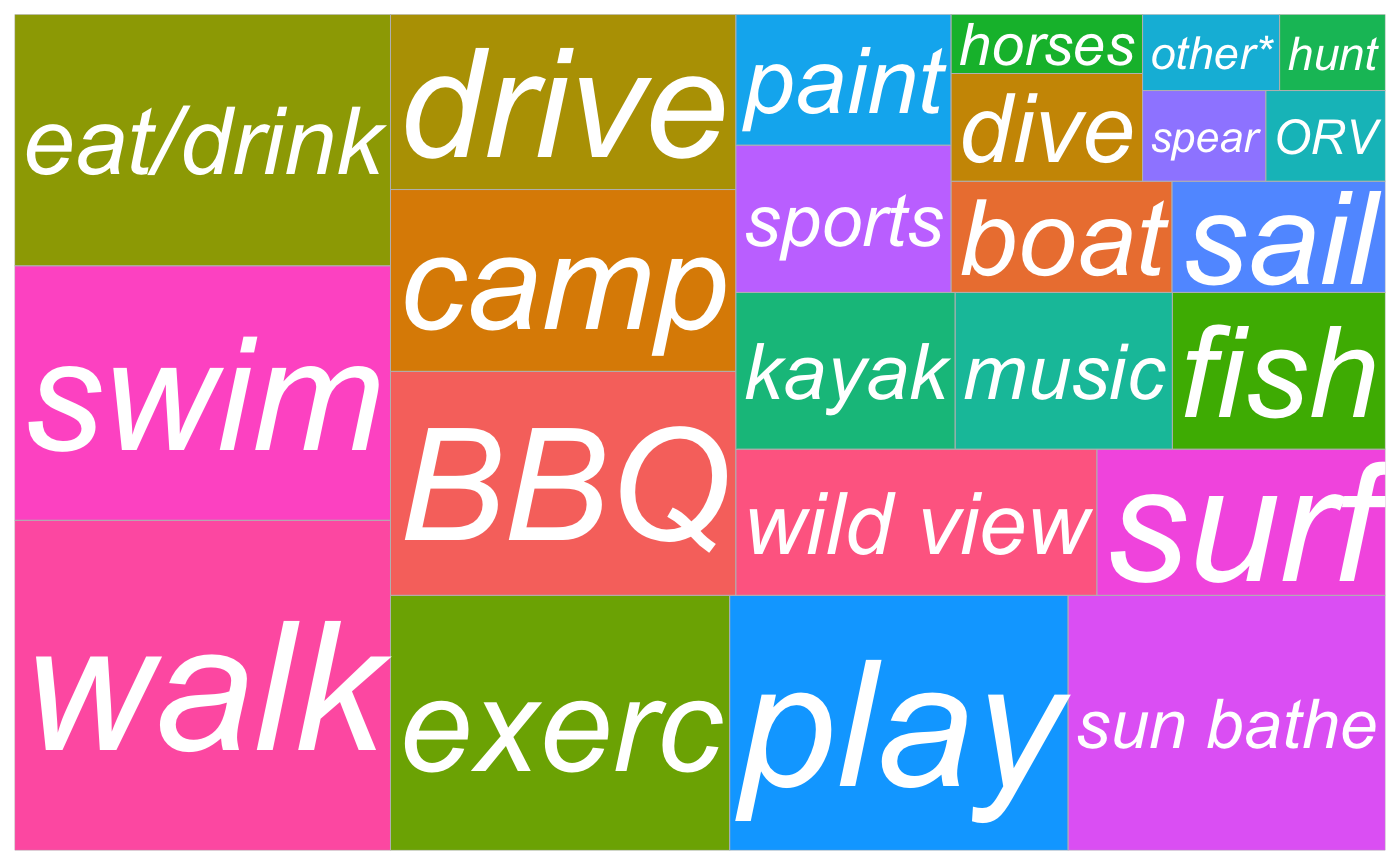 eat/drink
swim
walk
drive
camp
BBQ
exerc
paint
sports
horses
dive
other*
hunt
spear
ORV
boat
sail
kayak
music
fish
wild view
surf
play
sun bathe